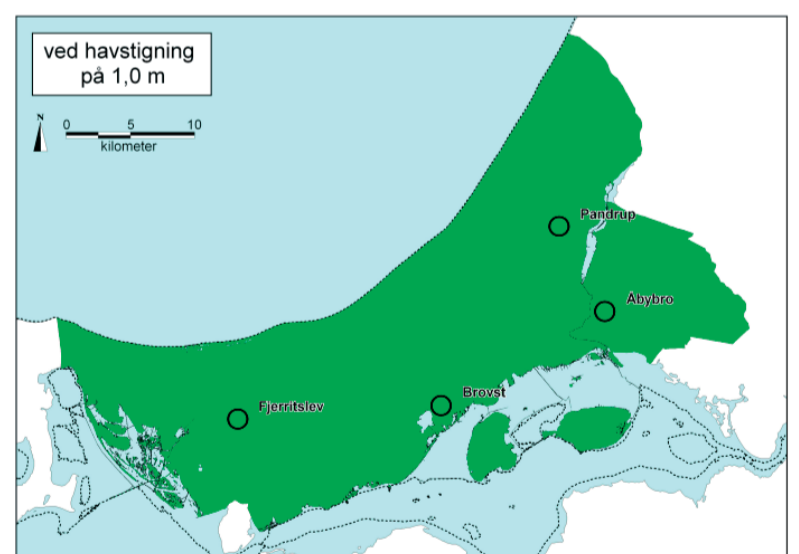 ved havstigning
på 1,0 m
N
0 5 10
kilometer
Pandrup
Åbybro
Brovst
Fjerritslev